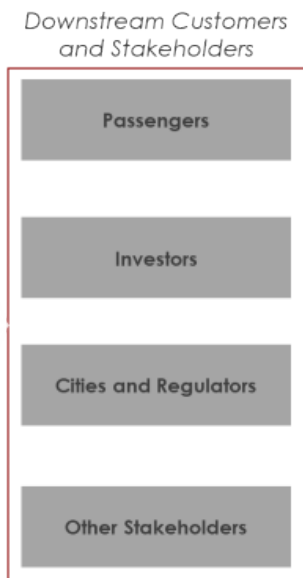 Downstream Customers
and Stakeholders
Passengers
Investors
Cities and Regulators
Other Stakeholders